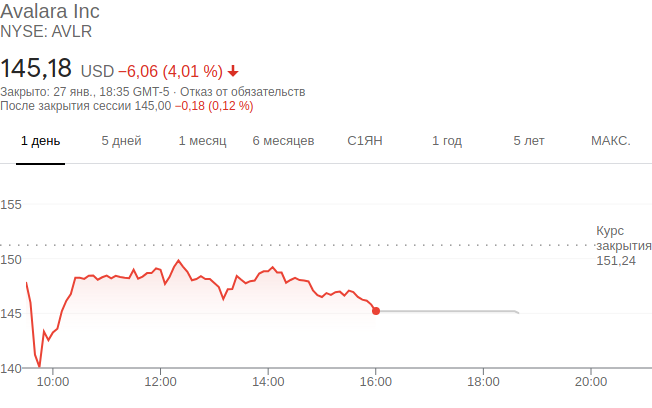 Avalara Inc
NYSE: AVLR
145,18 USD −6,06 (4,01 %)
Закрыто: 27 янв., 18:35 GMT-5 · Отказ от обязательств
После закрытия сессии 145,00 −0,18 (0,12 %)
1 день 5 дней 1 месяц 6 месяцев С1ЯН 1 год 5 лет МАКС.
155
Курс
закрытия
151,24
150
145
140
10:00 12:00 14:00 16:00 18:00 20:00